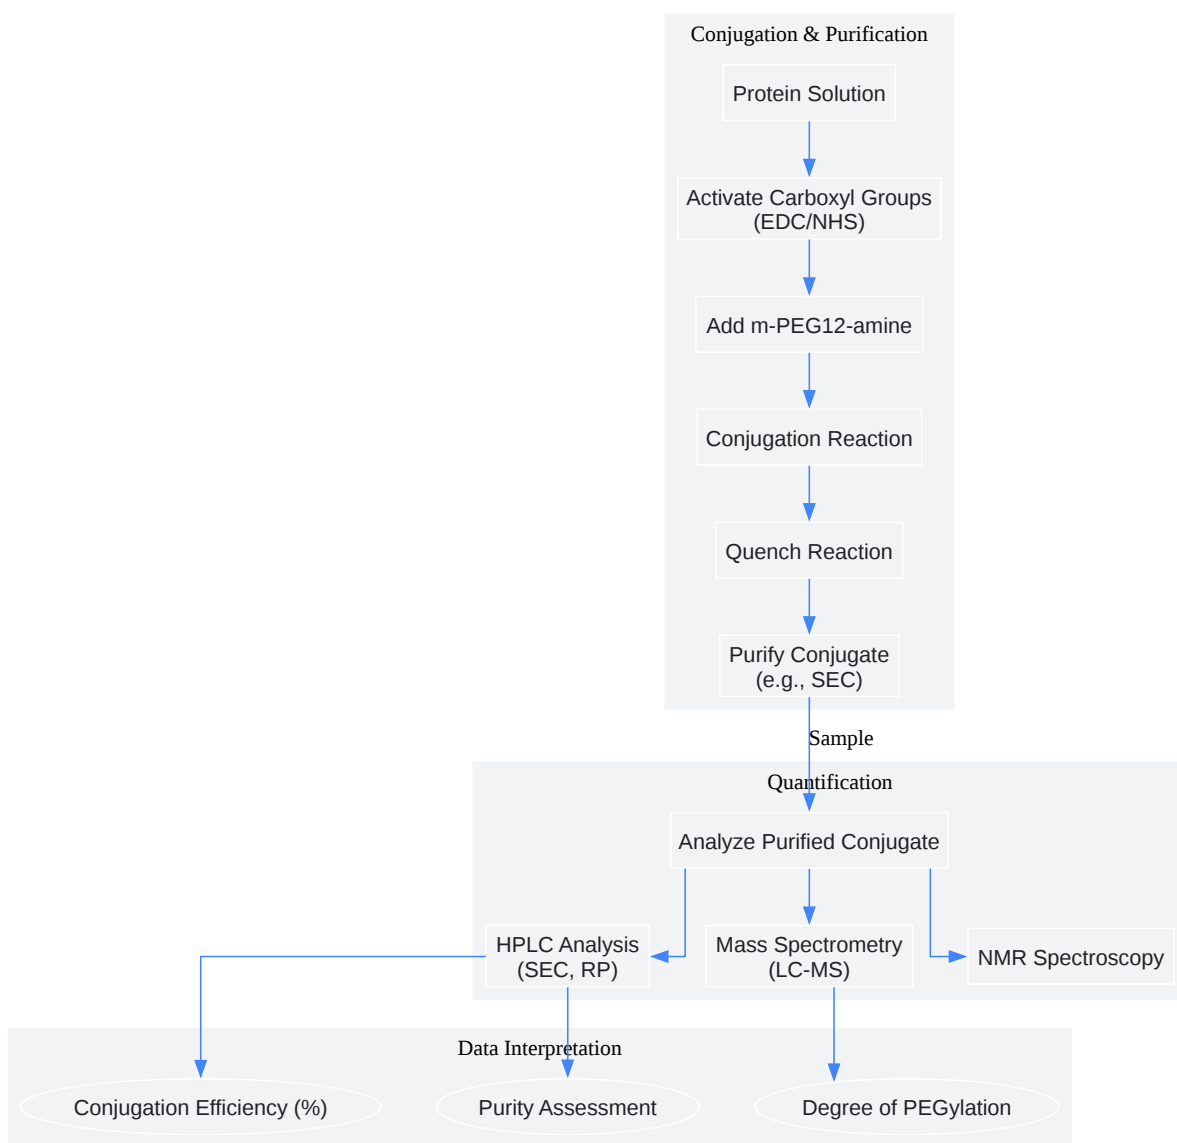 Conjugation & Purification
Protein Solution
Activate Carboxyl Groups
(EDC/NHS)
Add m-PEG12-amine
Conjugation Reaction
Quench Reaction
Purify Conjugate
(e.g., SEC)
Sample
Quantification
Analyze Purified Conjugate
HPLC Analysis
(SEC, RP)
Mass Spectrometry
(LC-MS)
NMR Spectroscopy
Data Interpretation
Conjugation Efficiency (%)
Purity Assessment
Degree of PEGylation